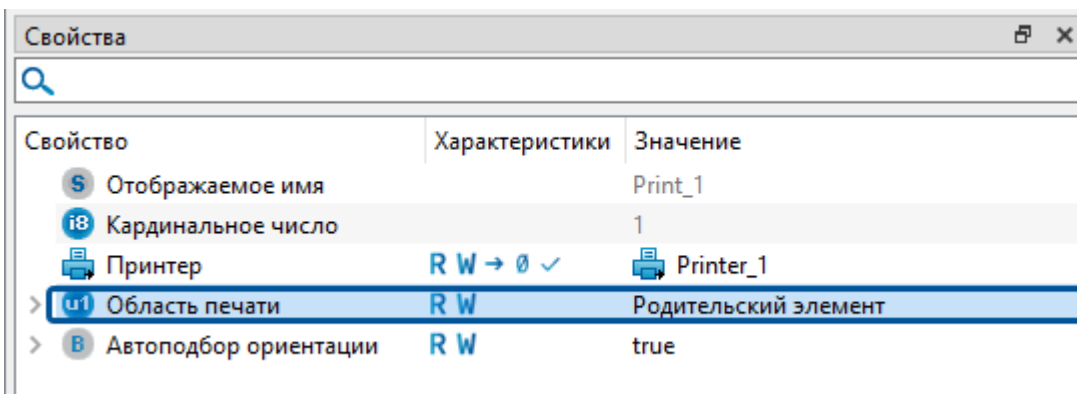 Свойства
Свойство Характеристики Значение
S Отображаемое имя Print_1
i8 Кардинальное число 1
Принтер R W → Ø ✓ Printer_1
u1 Область печати R W Родительский элемент
B Автоподбор ориентации R W true